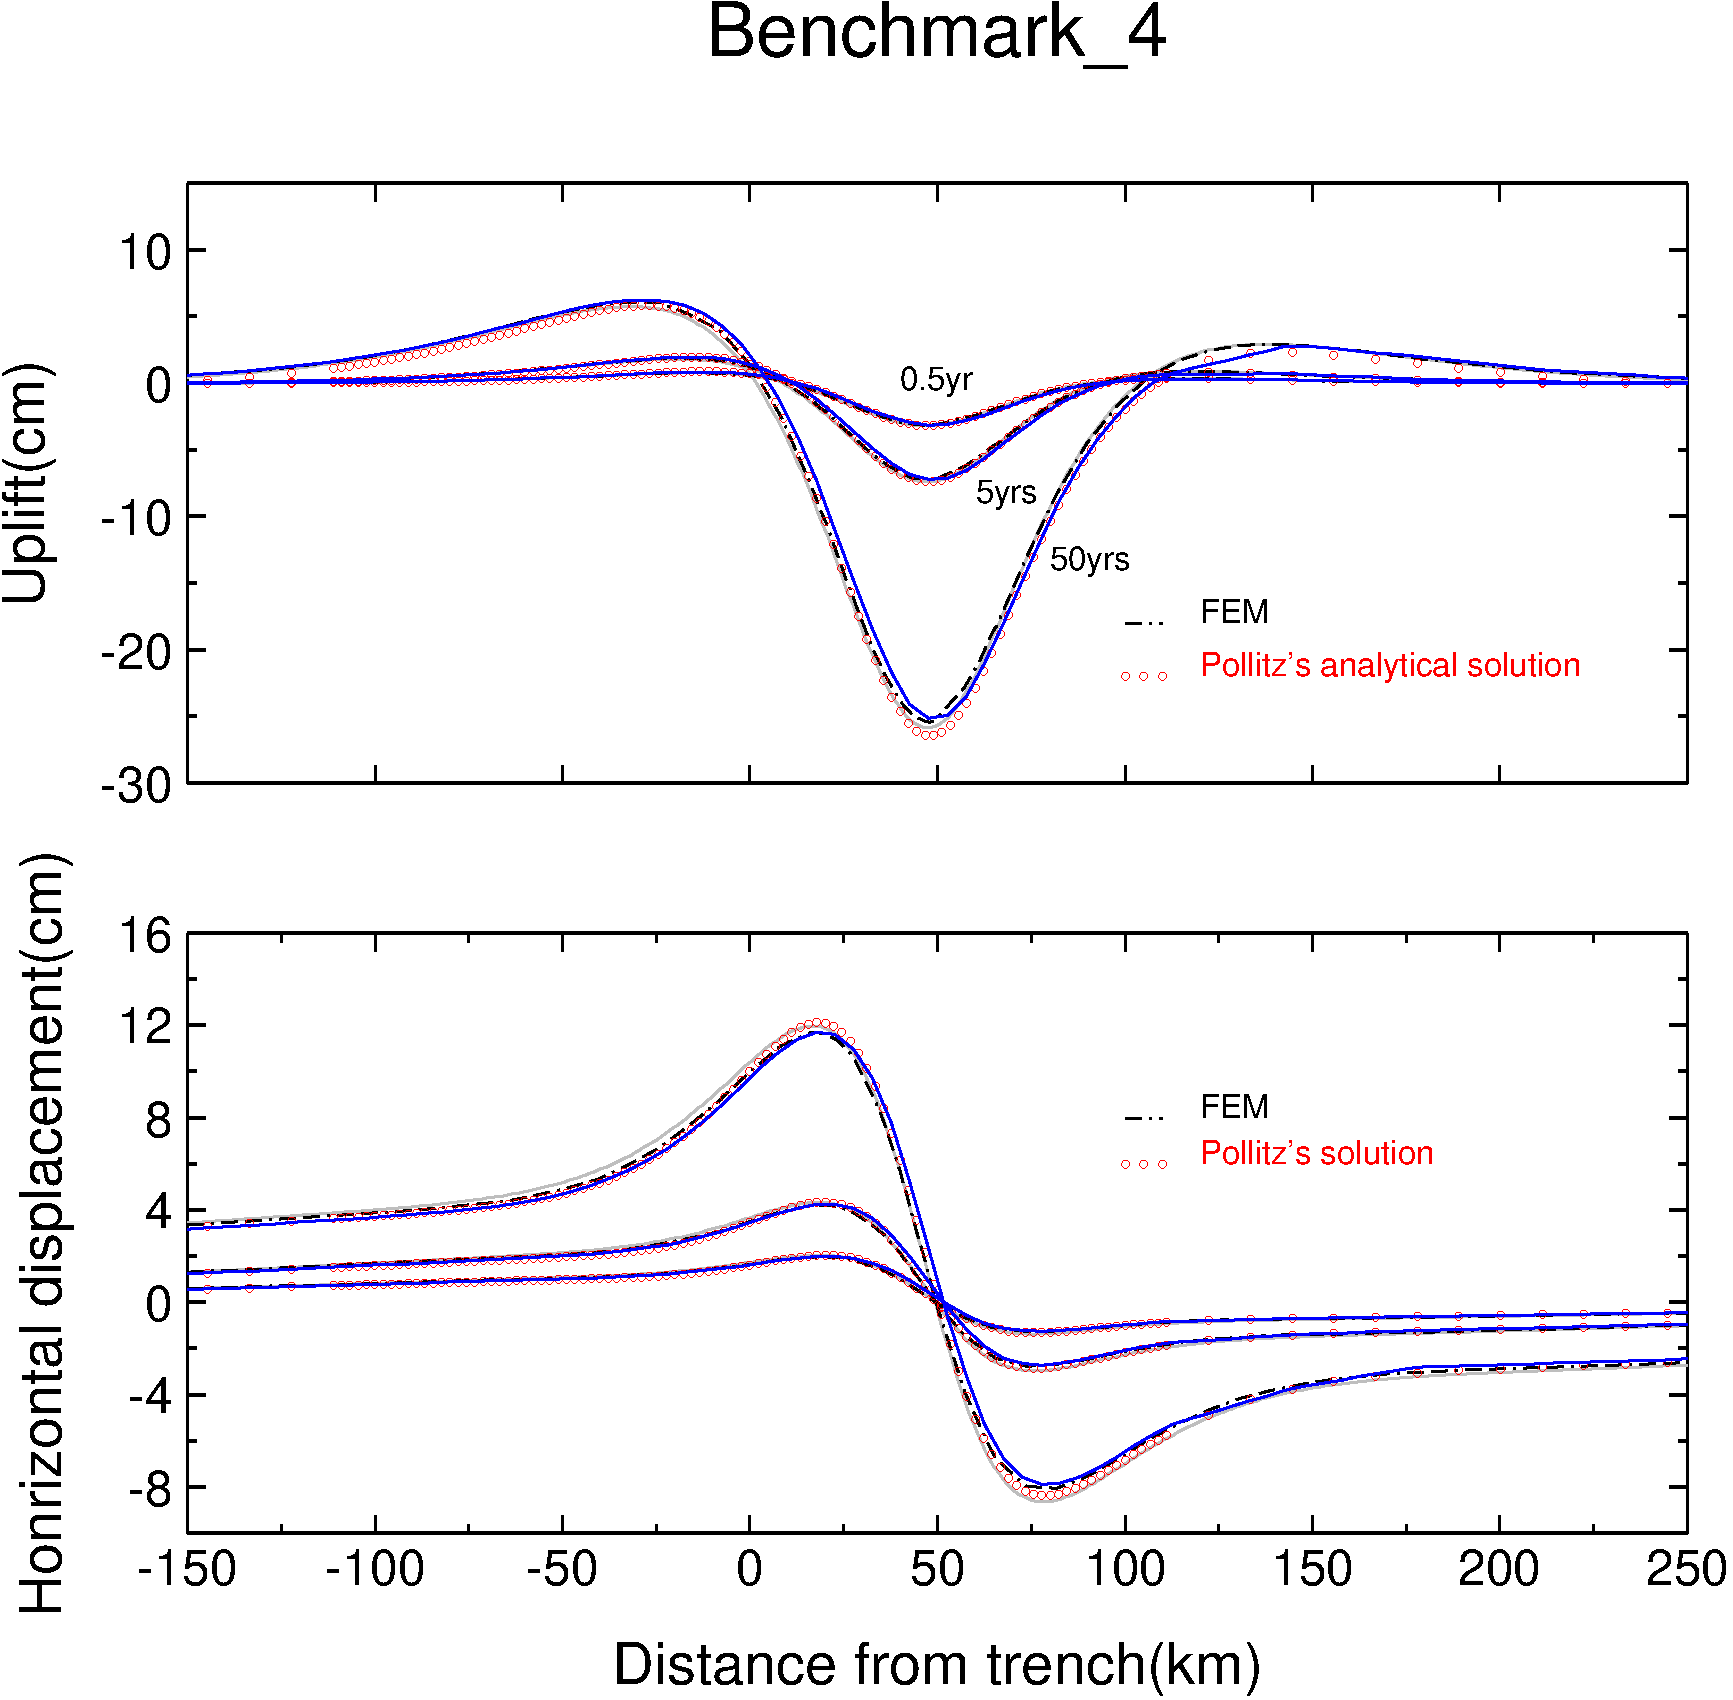 Benchmark_4
Uplift(cm)
10
0
-10
-20
-30
0.5yr
5yrs
50yrs
FEM
Pollitz's analytical solution
Honrizontal displacement(cm)
16
12
8
4
0
-4
-8
FEM
Pollitz's solution
-150 -100 -50 0 50 100 150 200 250
Distance from trench(km)